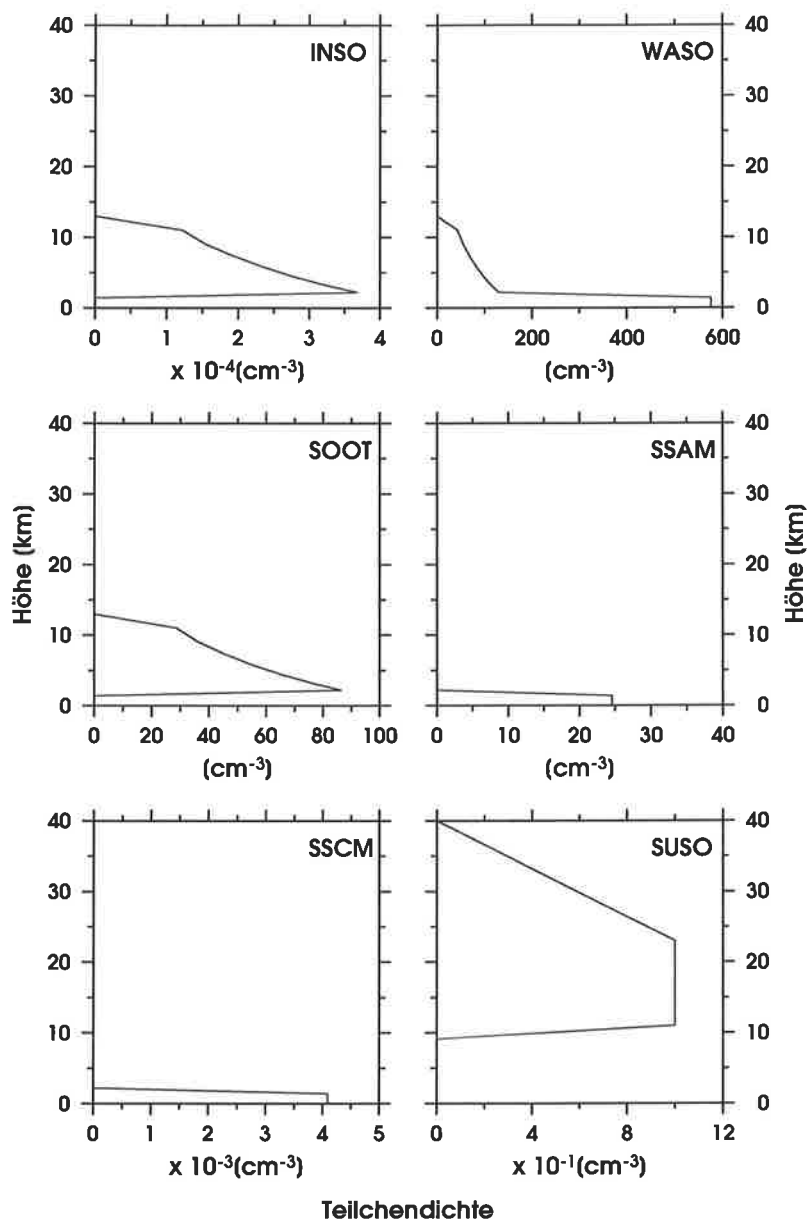 40 INSO WASO 40
30 30
20 20
10 10
0 0
0 1 2 3 4 0 200 400 600
x 10-4(cm-3) (cm-3)
40 SOOT SSAM 40
30 30
20 20
10 10
0 0
0 20 40 60 80 100 0 10 20 30 40
(cm-3) (cm-3)
Höhe (km) Höhe (km)
40 SSCM SUSO 40
30 30
20 20
10 10
0 0
0 1 2 3 4 5 0 4 8 12
x 10-3(cm-3) x 10-1(cm-3)
Teilchendichte